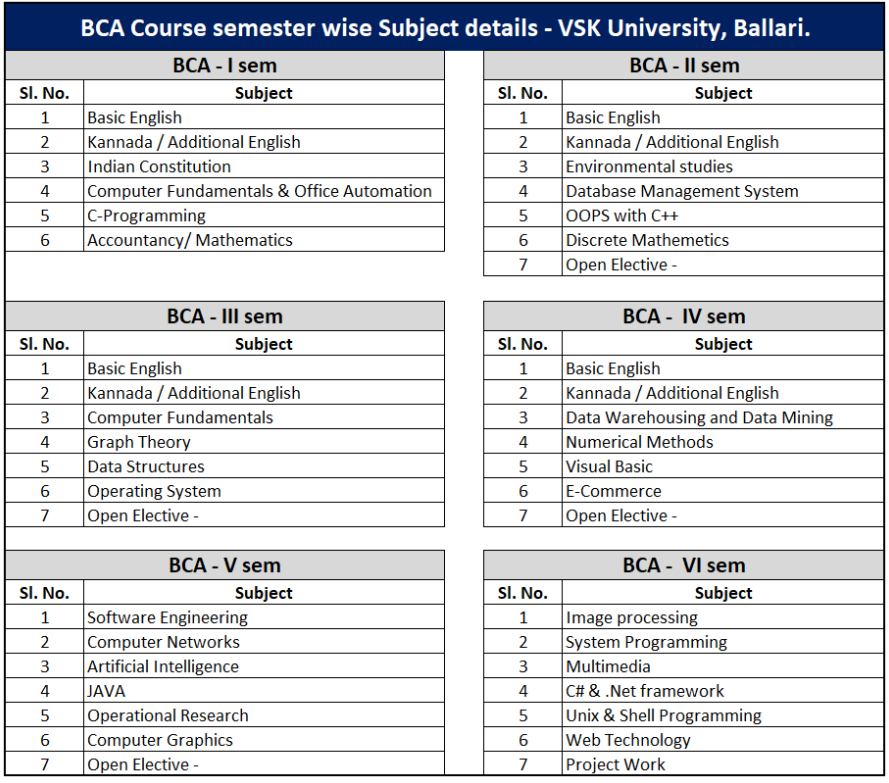 BCA Course semester wise Subject details - VSK University, Ballari.
BCA - I sem
Sl. No. Subject
1 Basic English
2 Kannada / Additional English
3 Indian Constitution
4 Computer Fundamentals & Office Automation
5 C-Programming
6 Accountancy/ Mathematics
BCA - II sem
Sl. No. Subject
1 Basic English
2 Kannada / Additional English
3 Environmental studies
4 Database Management System
5 OOPS with C++
6 Discrete Mathemetics
7 Open Elective -
BCA - III sem
Sl. No. Subject
1 Basic English
2 Kannada / Additional English
3 Computer Fundamentals
4 Graph Theory
5 Data Structures
6 Operating System
7 Open Elective -
BCA - IV sem
Sl. No. Subject
1 Basic English
2 Kannada / Additional English
3 Data Warehousing and Data Mining
4 Numerical Methods
5 Visual Basic
6 E-Commerce
7 Open Elective -
BCA - V sem
Sl. No. Subject
1 Software Engineering
2 Computer Networks
3 Artificial Intelligence
4 JAVA
5 Operational Research
6 Computer Graphics
7 Open Elective -
BCA - VI sem
Sl. No. Subject
1 Image processing
2 System Programming
3 Multimedia
4 C# & .Net framework
5 Unix & Shell Programming
6 Web Technology
7 Project Work